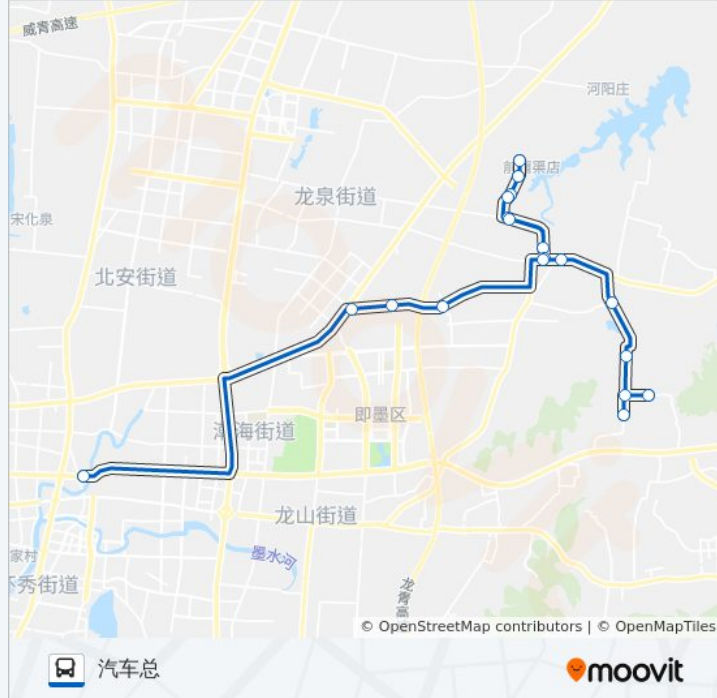 威青高速
河阳庄
渠店
龙泉街道
宋化泉
北安街道
即墨区
海街道
龙山街道
墨水河
家村
秀街道
龙青高
© OpenStreetMap contributors | © OpenMapTiles
汽车总
moovit